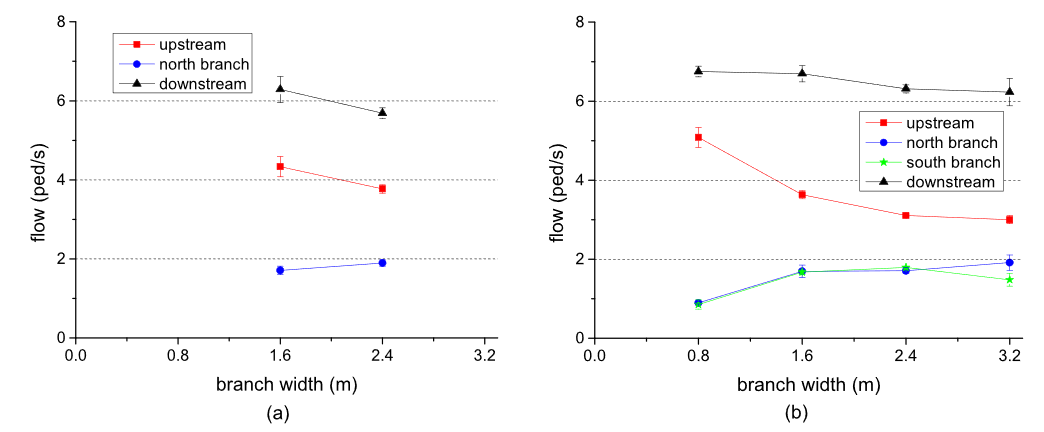 8
6
4
2
0
flow (ped/s)
upstream
north branch
downstream
0.0 0.8 1.6 2.4 3.2
branch width (m)
(a)
8
6
4
2
0
flow (ped/s)
upstream
north branch
south branch
downstream
0.0 0.8 1.6 2.4 3.2
branch width (m)
(b)